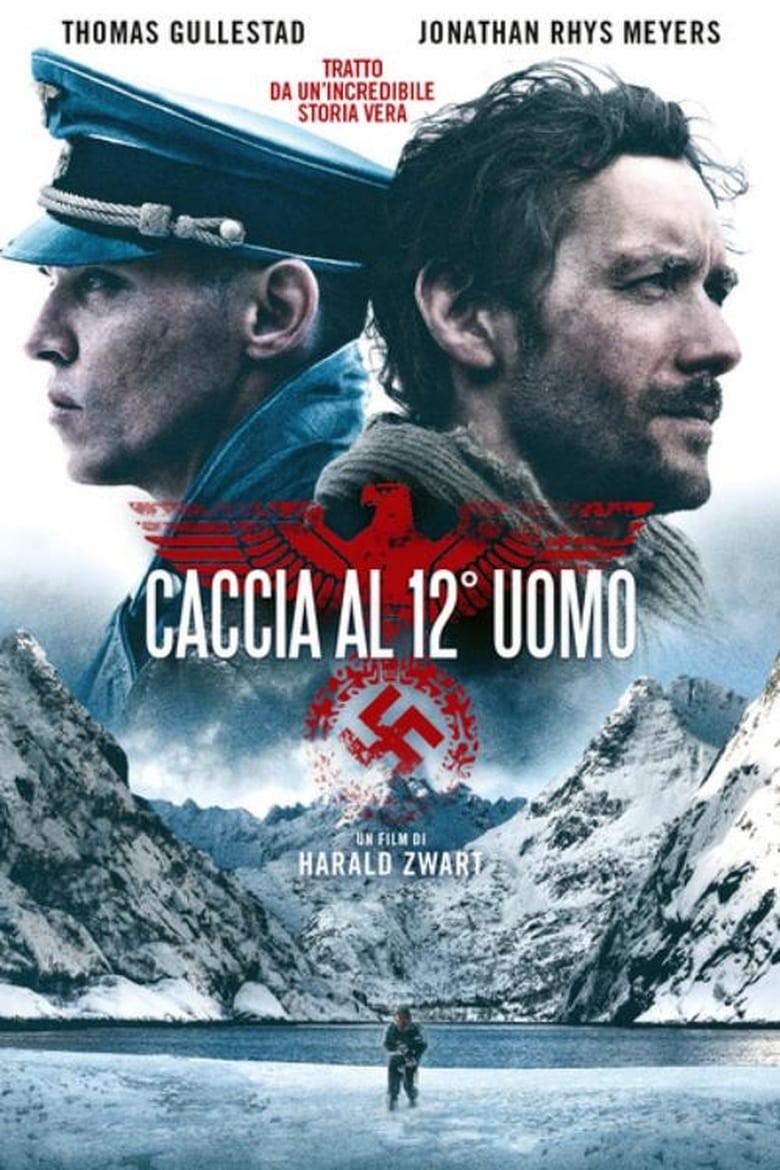 THOMAS GULLESTAD
JONATHAN RHYS MEYERS
TRATTO
DA UN'INCREDIBILE
STORIA VERA
CACCIA AL 12° UOMO
UN FILM DI
HARALD ZWART